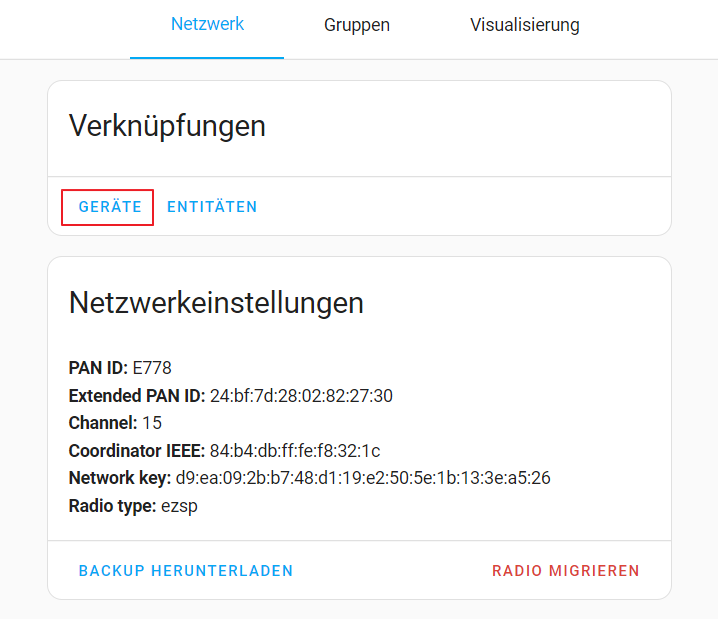 Netzwerk Gruppen Visualisierung
Verknüpfungen
GERÄTE ENTITÄTEN
Netzwerkeinstellungen
PAN ID: E778
Extended PAN ID: 24:bf:7d:28:02:82:27:30
Channel: 15
Coordinator IEEE: 84:b4:db:ff:fe:f8:32:1c
Network key: d9:ea:09:2b:b7:48:d1:19:e2:50:5e:1b:13:3e:a5:26
Radio type: ezsp
BACKUP HERUNTERLADEN RADIO MIGRIEREN